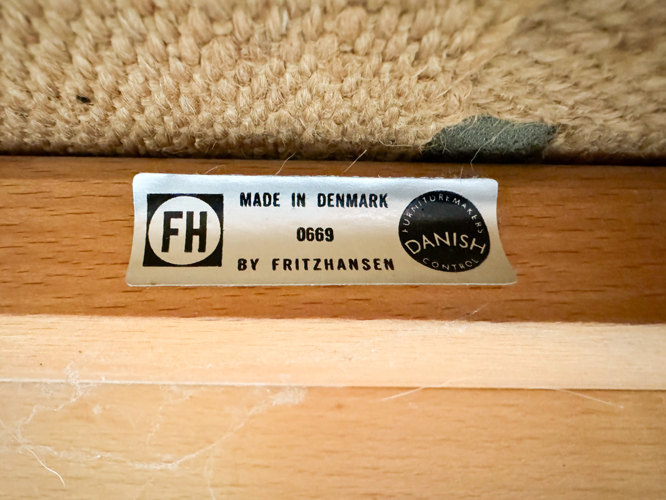 FH
MADE IN DENMARK
0669
BY FRITZHANSEN
FURNITUREMAKERS
DANISH
CONTROL